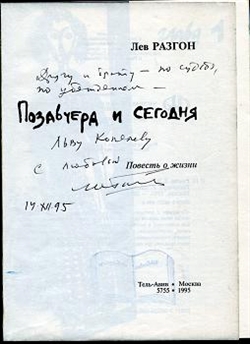 Лев РАЗГОН
Другу и брату – по судьбе,
по убеждениям –
Позавчера и сегодня
Льву Копелеву
с любовью
Повесть о жизни
14 XII 95
Тель-Авив • Москва
5755 • 1995